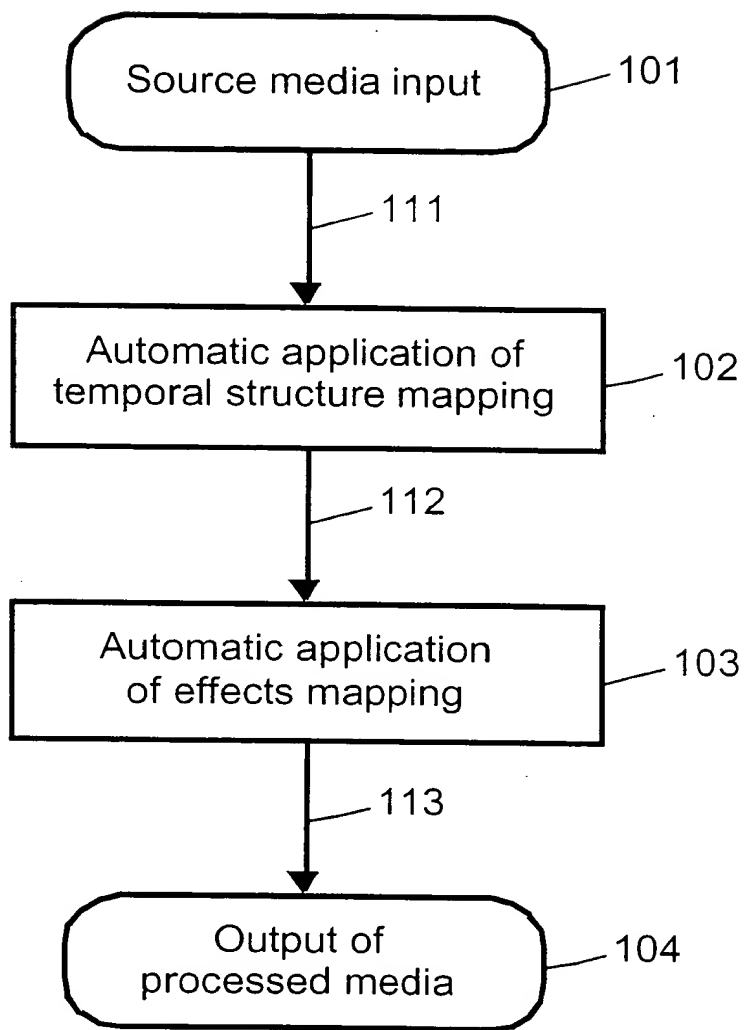 Source media input
101
111
Automatic application of
temporal structure mapping
102
112
Automatic application
of effects mapping
103
113
Output of
processed media
104